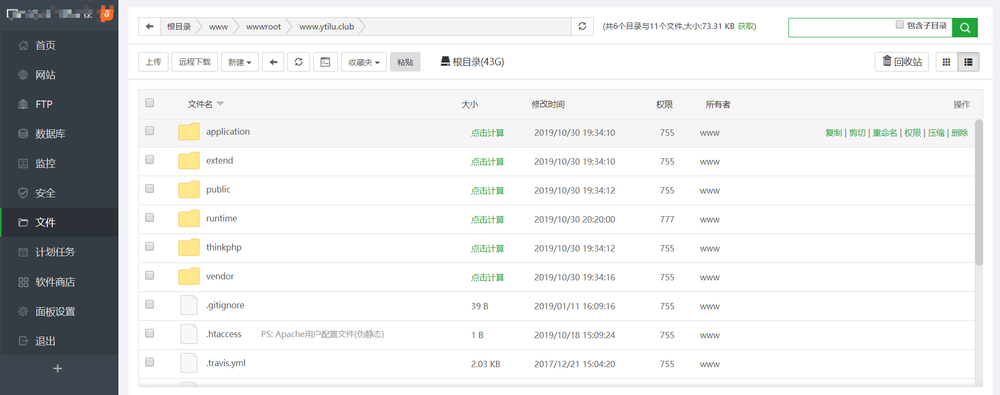 0
首页
网站
FTP
数据库
监控
安全
文件
计划任务
软件商店
面板设置
退出
根目录 www wwwroot www.ytilu.club (共6个目录与11个文件,大小:73.31 KB 获取) 包含子目录
上传 远程下载 新建 收藏夹 粘贴 根目录(43G) 回收站
文件名 大小 修改时间 权限 所有者 操作
application 点击计算 2019/10/30 19:34:10 755 www 复制 | 剪切 | 重命名 | 权限 | 压缩 | 删除
extend 点击计算 2019/10/30 19:34:10 755 www
public 点击计算 2019/10/30 19:34:12 755 www
runtime 点击计算 2019/10/30 20:20:00 777 www
thinkphp 点击计算 2019/10/30 19:34:12 755 www
vendor 点击计算 2019/10/30 19:34:16 755 www
.gitignore 39 B 2019/01/11 16:09:16 755 www
.htaccess PS: Apache用户配置文件(伪静态) 1 B 2019/10/18 15:09:24 755 www
.travis.yml 2.03 KB 2017/12/21 15:04:20 755 www